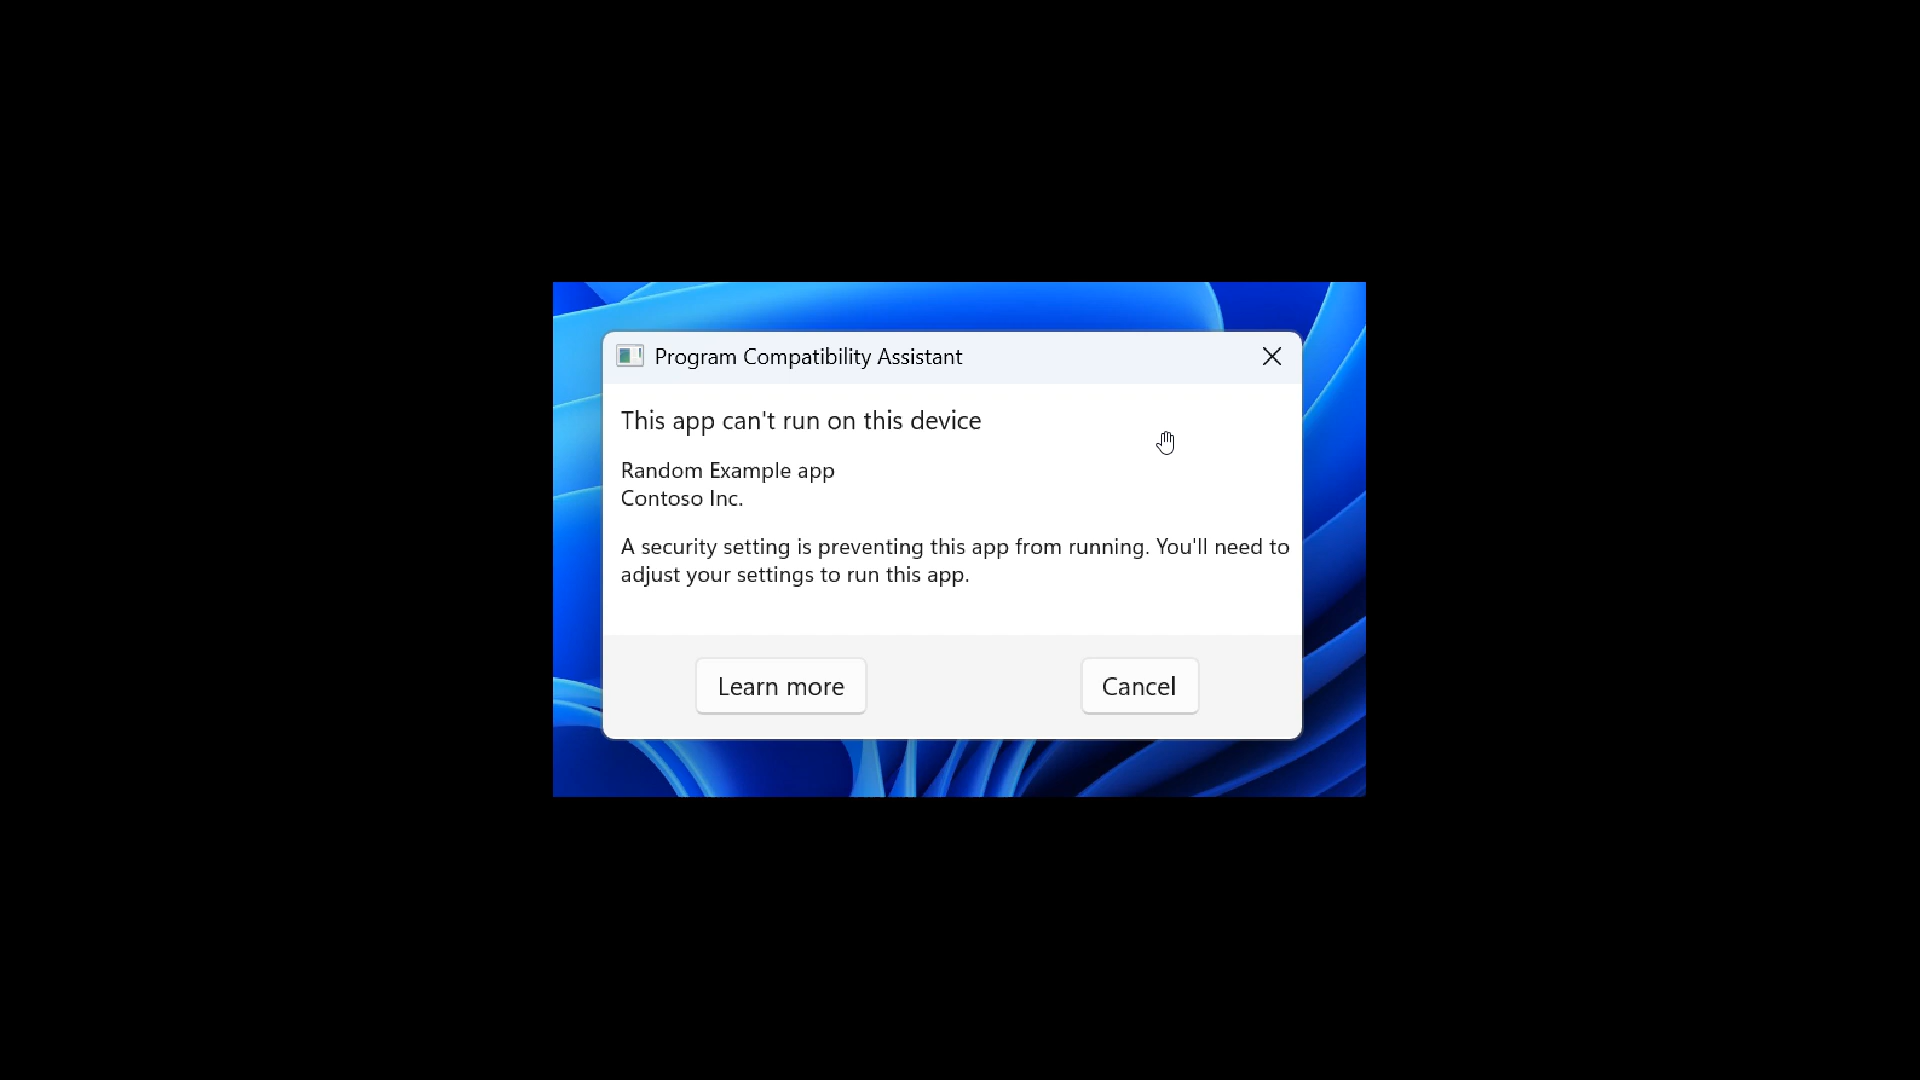 Program Compatibility Assistant
This app can't run on this device
Random Example app
Contoso Inc.
A security setting is preventing this app from running. You'll need to
adjust your settings to run this app.
Learn more
Cancel